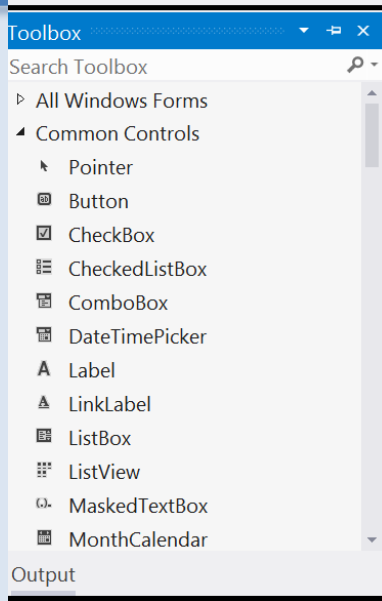 Toolbox
Search Toolbox
All Windows Forms
Common Controls
Pointer
Button
CheckBox
CheckedListBox
ComboBox
DateTimePicker
Label
LinkLabel
ListBox
ListView
MaskedTextBox
MonthCalendar
Output